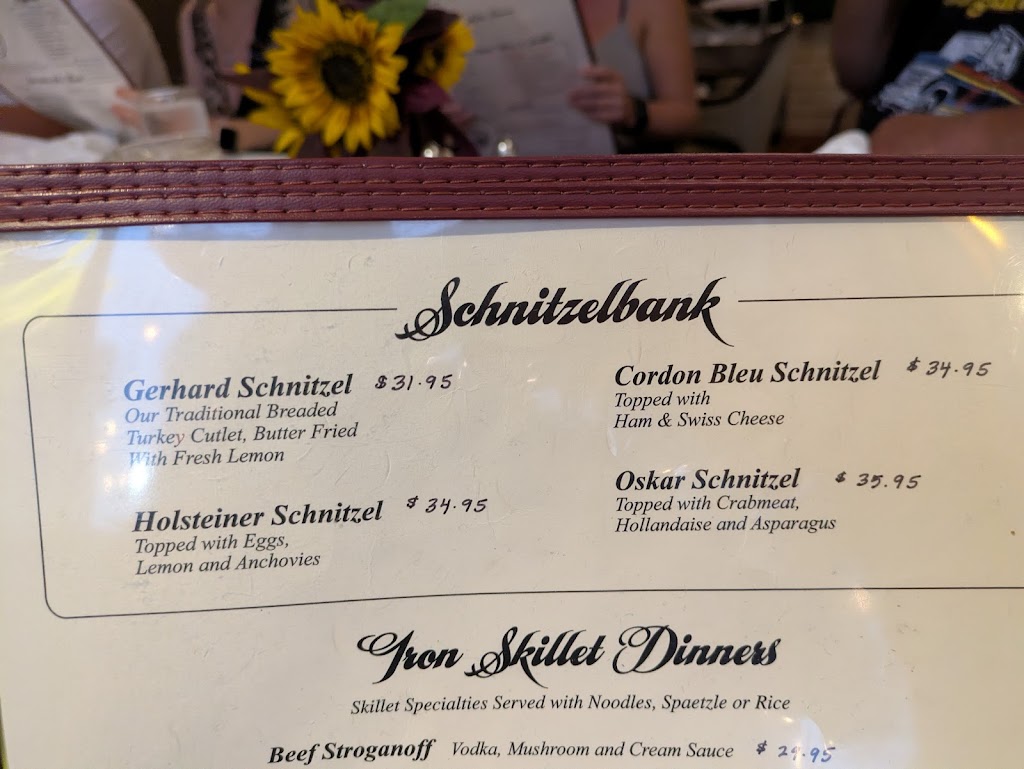 Schnitzelbank
Gerhard Schnitzel $31.95
Our Traditional Breaded
Turkey Cutlet, Butter Fried
With Fresh Lemon
Holsteiner Schnitzel $34.95
Topped with Eggs,
Lemon and Anchovies
Cordon Bleu Schnitzel $34.95
Topped with
Ham & Swiss Cheese
Oskar Schnitzel $35.95
Topped with Crabmeat,
Hollandaise and Asparagus
Iron Skillet Dinners
Skillet Specialties Served with Noodles, Spaetzle or Rice
Beef Stroganoff Vodka, Mushroom and Cream Sauce $29.95